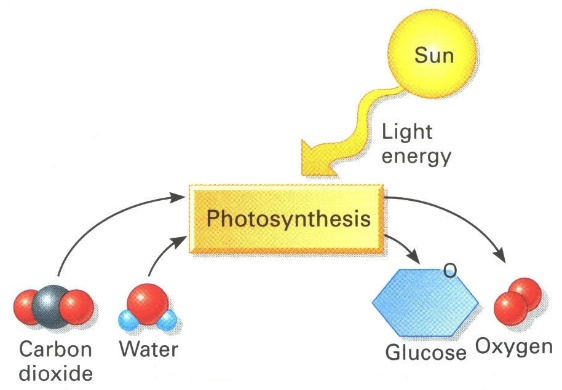 Sun
Light
energy
Photosynthesis
O
Carbon
dioxide
Water
Glucose
Oxygen